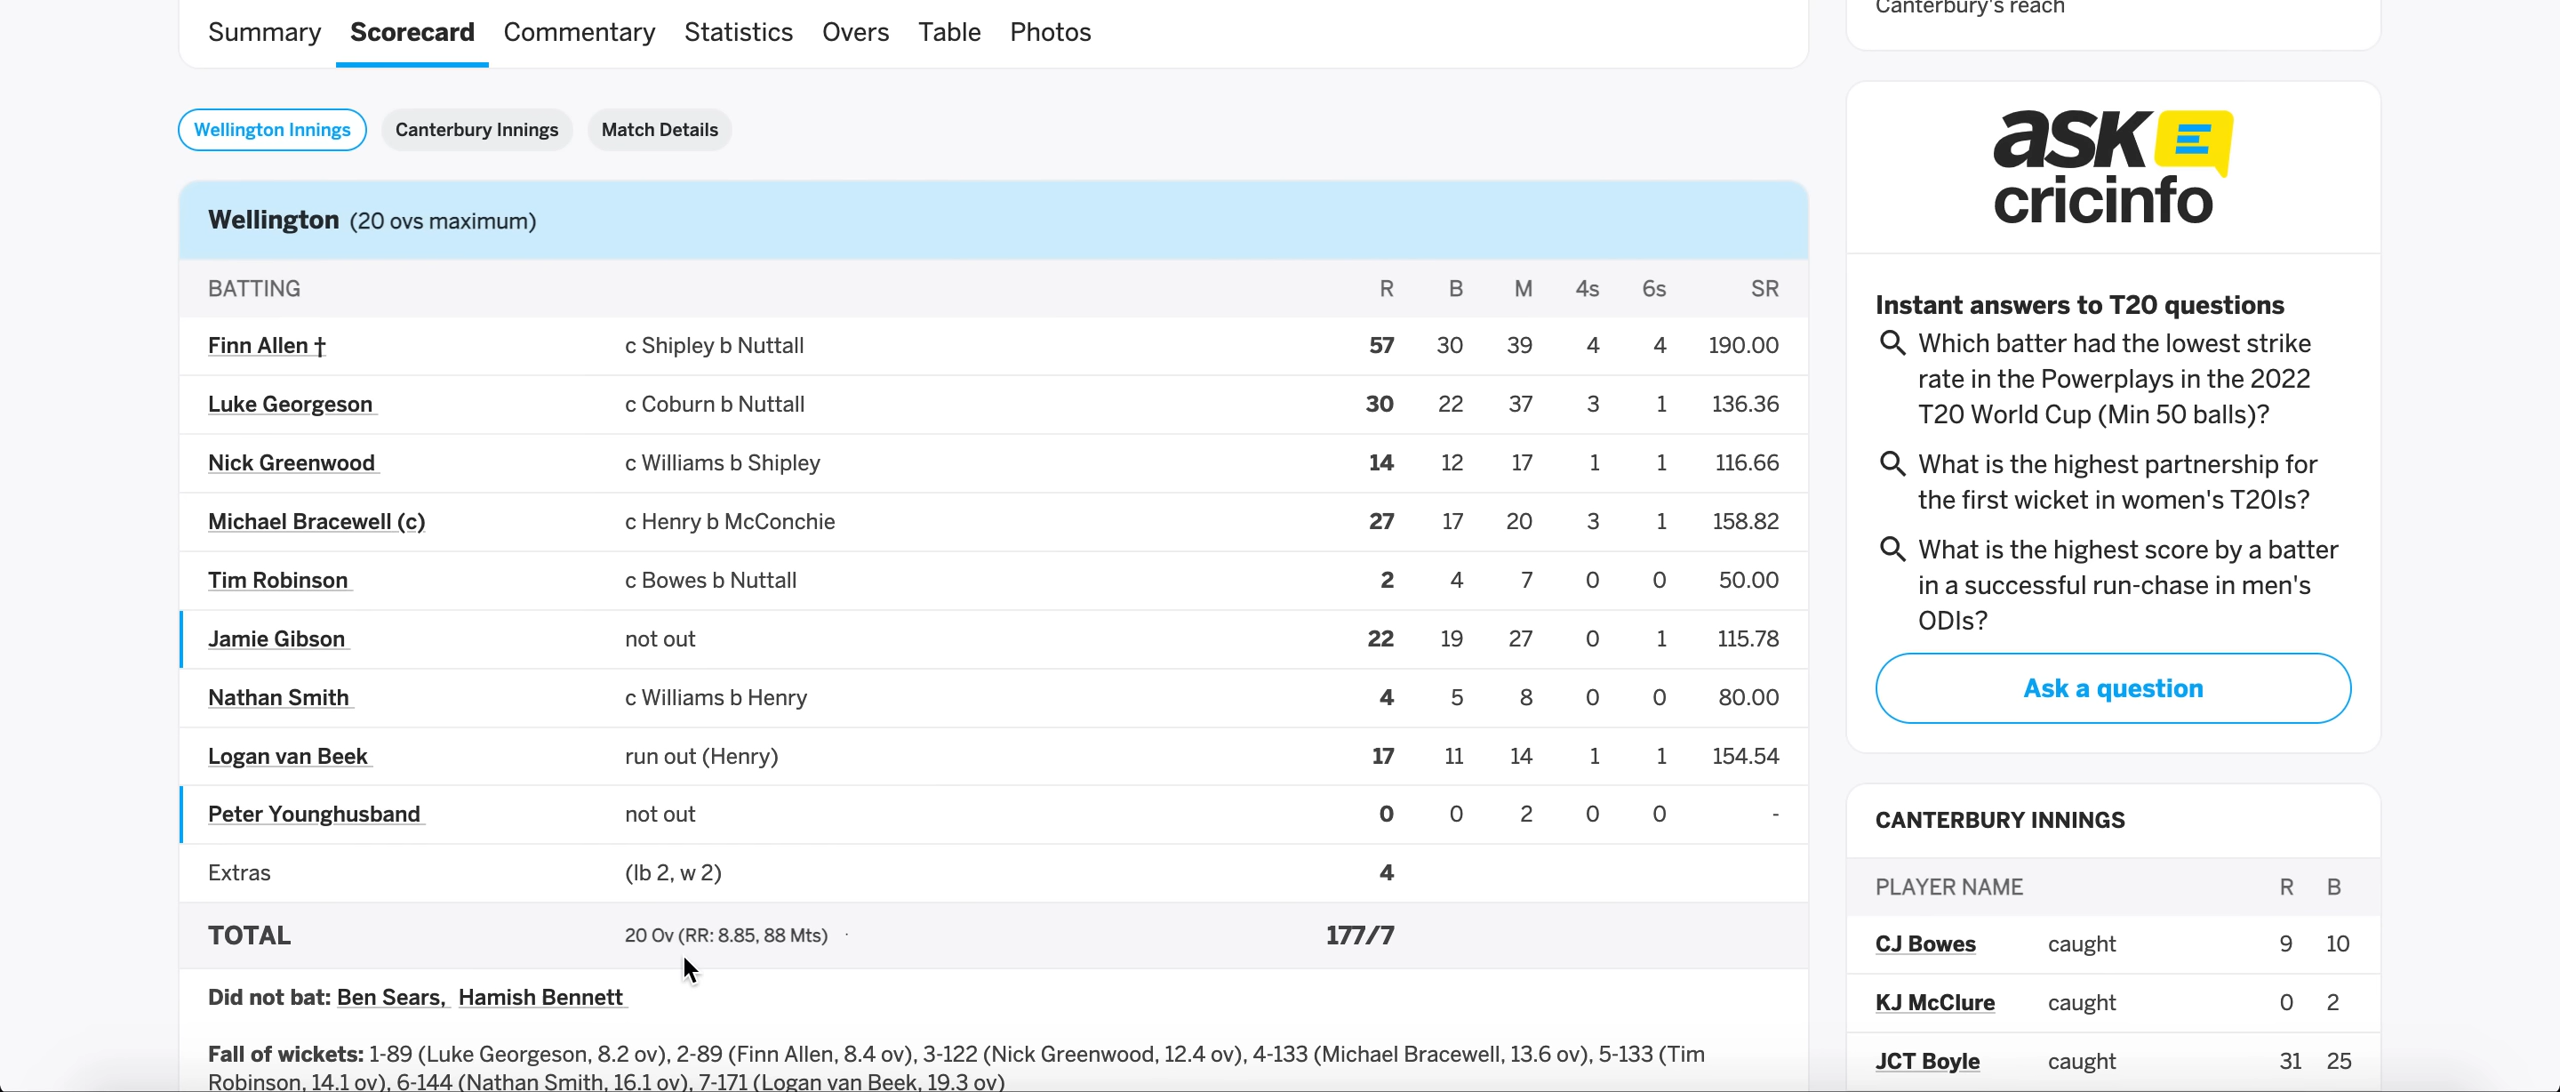 Canterbury's reach
Summary Scorecard Commentary Statistics Overs Table Photos
Wellington Innings Canterbury Innings Match Details
Wellington (20 ovs maximum)
BATTING R B M 4s 6s SR
Finn Allen † c Shipley b Nuttall 57 30 39 4 4 190.00
Luke Georgeson c Coburn b Nuttall 30 22 37 3 1 136.36
Nick Greenwood c Williams b Shipley 14 12 17 1 1 116.66
Michael Bracewell (c) c Henry b McConchie 27 17 20 3 1 158.82
Tim Robinson c Bowes b Nuttall 2 4 7 0 0 50.00
Jamie Gibson not out 22 19 27 0 1 115.78
Nathan Smith c Williams b Henry 4 5 8 0 0 80.00
Logan van Beek run out (Henry) 17 11 14 1 1 154.54
Peter Younghusband not out 0 0 2 0 0 -
Extras (lb 2, w 2) 4
TOTAL 20 Ov (RR: 8.85, 88 Mts) 177/7
Did not bat: Ben Sears, Hamish Bennett
Fall of wickets: 1-89 (Luke Georgeson, 8.2 ov), 2-89 (Finn Allen, 8.4 ov), 3-122 (Nick Greenwood, 12.4 ov), 4-133 (Michael Bracewell, 13.6 ov), 5-133 (Tim
Robinson, 14.1 ov), 6-144 (Nathan Smith, 16.1 ov), 7-171 (Logan van Beek, 19.3 ov)
ask
cricinfo
Instant answers to T20 questions
Which batter had the lowest strike
rate in the Powerplays in the 2022
T20 World Cup (Min 50 balls)?
What is the highest partnership for
the first wicket in women's T20Is?
What is the highest score by a batter
in a successful run-chase in men's
ODIs?
Ask a question
CANTERBURY INNINGS
PLAYER NAME R B
CJ Bowes caught 9 10
KJ McClure caught 0 2
JCT Boyle caught 31 25